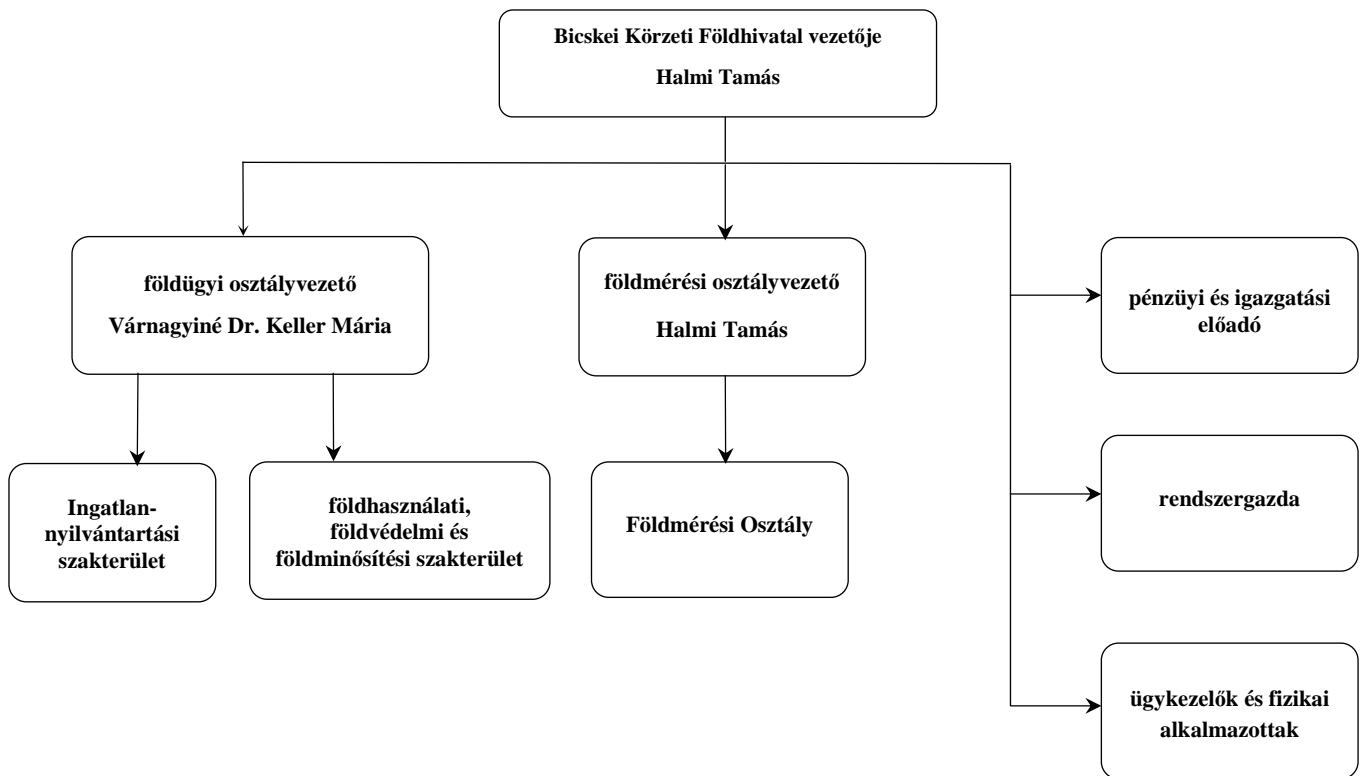 Bicskei Körzeti Földhivatal vezetője
Halmi Tamás
földügyi osztályvezető
Várnagyiné Dr. Keller Mária
földmérési osztályvezető
Halmi Tamás
pénzüyi és igazgatási
előadó
Ingatlan-
nyilvántartási
szakterület
földhasználati,
földvédelmi és
földminősítési szakterület
Földmérési Osztály
rendszergazda
ügykezelők és fizikai
alkalmazottak